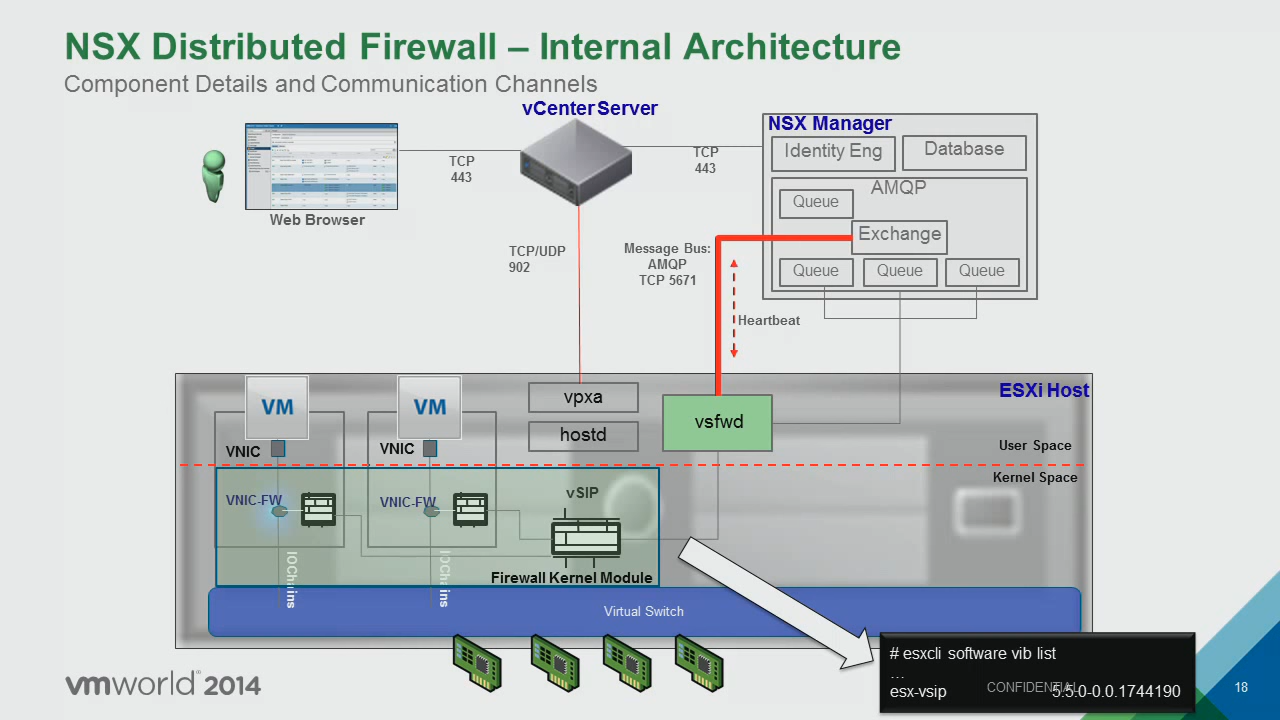 NSX Distributed Firewall – Internal Architecture
Component Details and Communication Channels
vCenter Server
NSX Manager
Identity Eng
Database
AMQP
Queue
Exchange
Queue
Queue
Queue
TCP
443
TCP
443
Web Browser
TCP/UDP
902
Message Bus:
AMQP
TCP 5671
Heartbeat
ESXi Host
VM
VM
vpxa
hostd
vsfwd
VNIC
VNIC
User Space
Kernel Space
VNIC-FW
VNIC-FW
vSIP
IOChains
IOChains
Firewall Kernel Module
Virtual Switch
# esxcli software vib list
...
esx-vsip 5.5.0-0.0.1744190
CONFIDENTIAL
vmworld® 2014
18